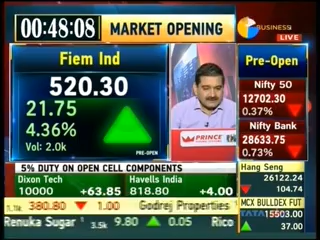 00:48:08
MARKET OPENING
BUSINESS
LIVE
Fiem Ind
520.30
21.75
4.36%
Vol: 2.0k
PRE-OPEN
PRINCE
Pre-Open
Nifty 50
12702.30
0.37%
Nifty Bank
28633.75
0.73%
5% DUTY ON OPEN CELL COMPONENTS
Dixon Tech
10000 +63.85
Havells India
818.80 +4.00
Hang Seng
26122.24
104.74
MCX BULLDEX FUT
15503.00
37.00
380.80 1.00 Godrej Properties
TATA
Renuka Sugar 9.80 0.05 Rico